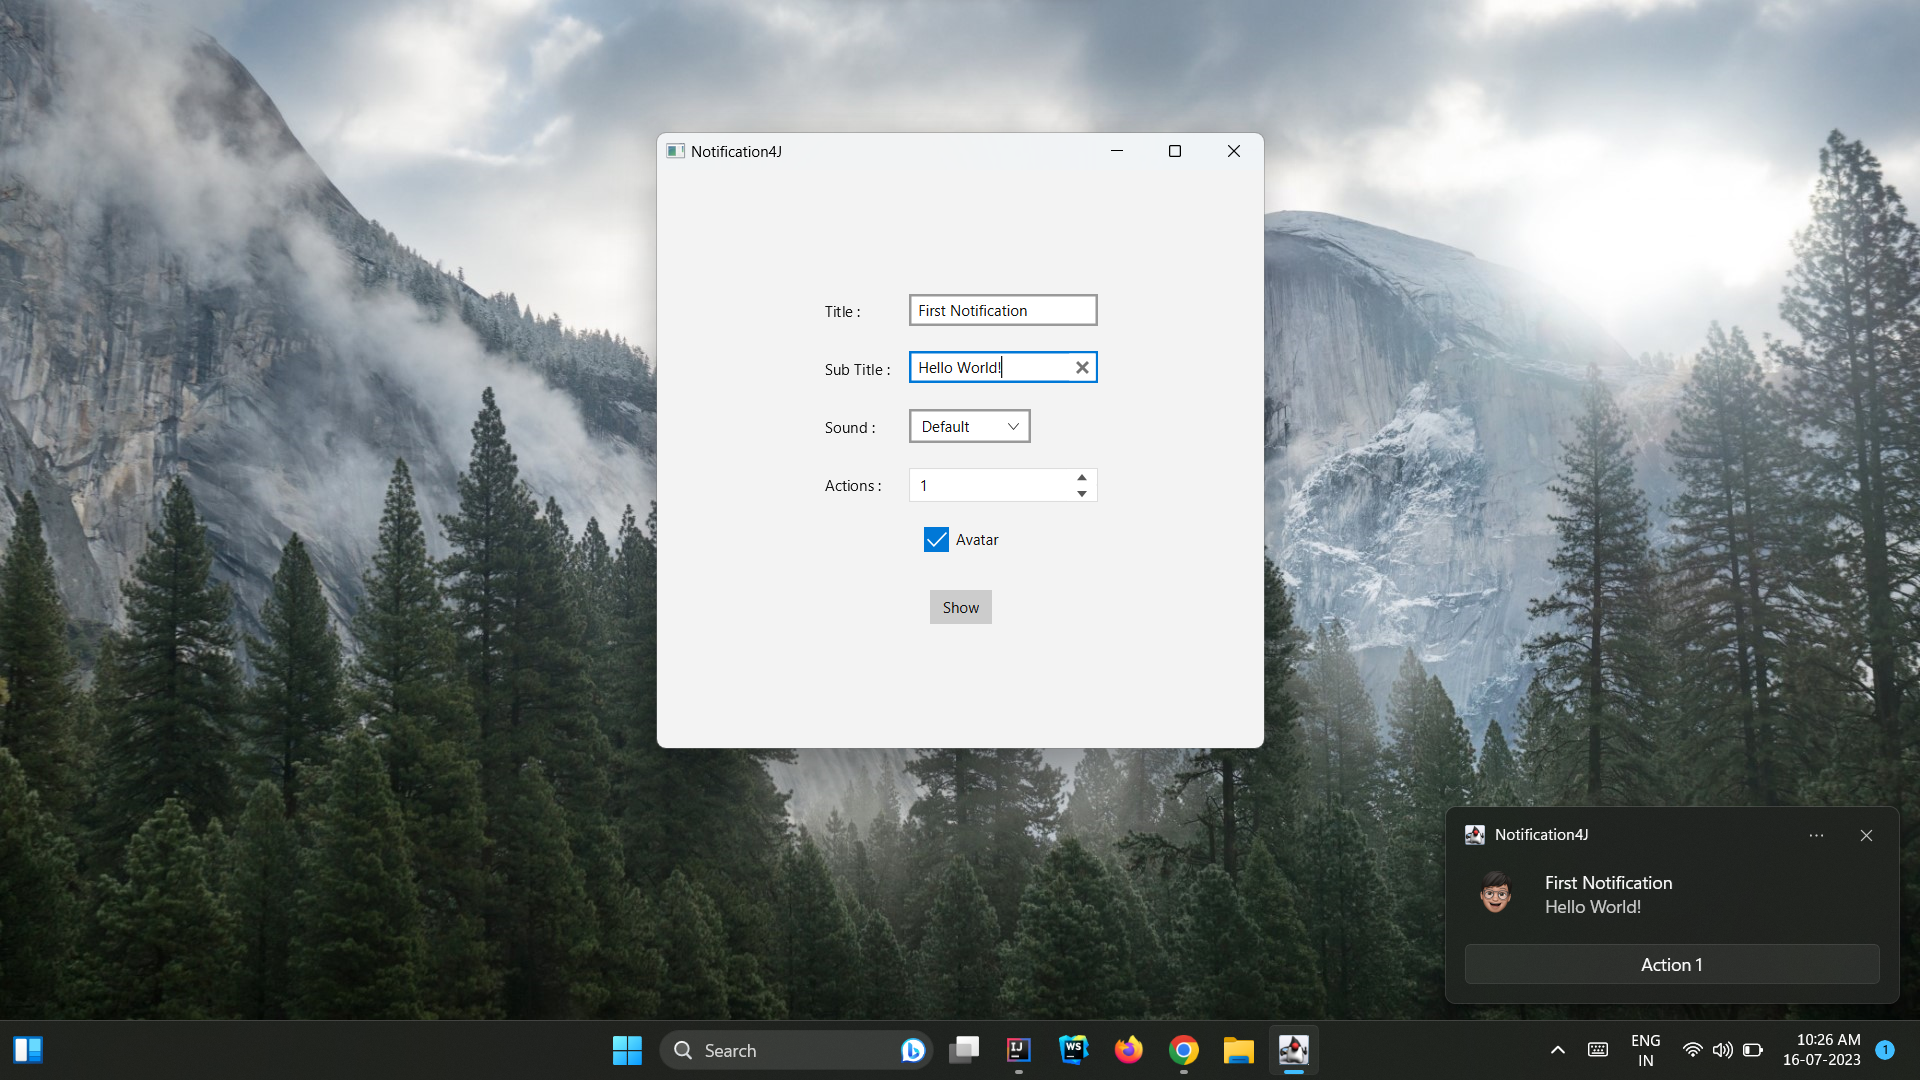 Notification4J
Title :
First Notification
Sub Title :
Hello World!
Sound :
Default
Actions :
1
Avatar
Show
Notification4J
First Notification
Hello World!
Action 1
Search
IJ
WS
ENG
IN
10:26 AM
16-07-2023
1